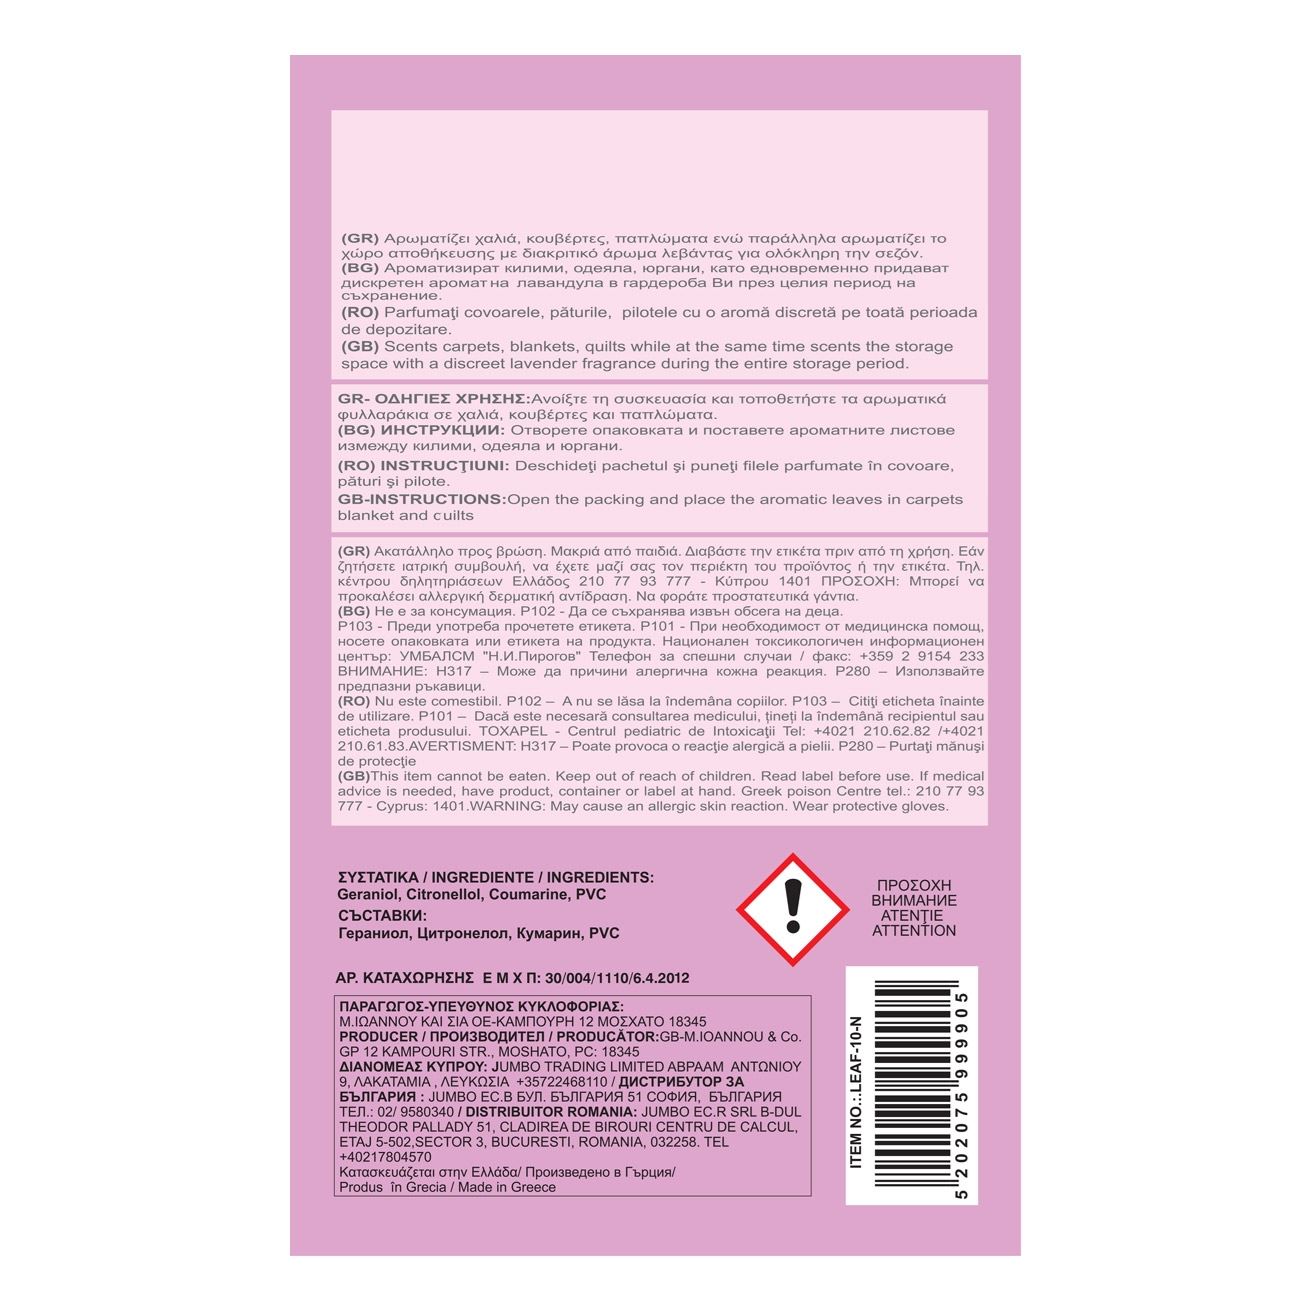 (GR) Αρωματίζει χαλιά, κουβέρτες, παπλώματα ενώ παράλληλα αρωματίζει το
χώρο αποθήκευσης με διακριτικό άρωμα λεβάντας για ολόκληρη την σεζόν.
(BG) Ароматизират килими, одеяла, юргани, като едновременно придават
дискретен аромат на лавандула в гардероба Ви през целия период на
съхранение.
(RO) Parfumaţi covoarele, păturile, pilotele cu o aromă discretă pe toată perioada
de depozitare.
(GB) Scents carpets, blankets, quilts while at the same time scents the storage
space with a discreet lavender fragrance during the entire storage period.
GR- ΟΔΗΓΙΕΣ ΧΡΗΣΗΣ:Ανοίξτε τη συσκευασία και τοποθετήστε τα αρωματικά
φυλλαράκια σε χαλιά, κουβέρτες και παπλώματα.
(BG) ИНСТРУКЦИИ: Отворете опаковката и поставете ароматните листове
измежду килими, одеяла и юргани.
(RO) INSTRUCŢIUNI: Deschideţi pachetul şi puneţi filele parfumate în covoare,
pături şi pilote.
GB-INSTRUCTIONS:Open the packing and place the aromatic leaves in carpets
blanket and cuilts
(GR) Ακατάλληλο προς βρώση. Μακριά από παιδιά. Διαβάστε την ετικέτα πριν από τη χρήση. Εάν
ζητήσετε ιατρική συμβουλή, να έχετε μαζί σας τον περιέκτη του προϊόντος ή την ετικέτα. Τηλ.
κέντρου δηλητηριάσεων Ελλάδος 210 77 93 777 - Κύπρου 1401 ΠΡΟΣΟΧΗ: Μπορεί να
προκαλέσει αλλεργική δερματική αντίδραση. Να φοράτε προστατευτικά γάντια.
(BG) Не е за консумация. P102 - Да се съхранява извън обсега на деца.
P103 - Преди употреба прочетете етикета. P101 - При необходимост от медицинска помощ,
носете опаковката или етикета на продукта. Национален токсикологичен информационен
център: УМБАЛСМ "Н.И.Пирогов" Телефон за спешни случаи / факс: +359 2 9154 233
ВНИМАНИЕ: H317 – Може да причини алергична кожна реакция. P280 – Използвайте
предпазни ръкавици.
(RO) Nu este comestibil. P102 – A nu se lăsa la îndemâna copiilor. P103 – Citiţi eticheta înainte
de utilizare. P101 – Dacă este necesară consultarea medicului, ţineţi la îndemână recipientul sau
eticheta produsului. TOXAPEL - Centrul pediatric de Intoxicaţii Tel: +4021 210.62.82 /+4021
210.61.83.AVERTISMENT: H317 – Poate provoca o reacţie alergică a pielii. P280 – Purtaţi mănuşi
de protecţie
(GB)This item cannot be eaten. Keep out of reach of children. Read label before use. If medical
advice is needed, have product, container or label at hand. Greek poison Centre tel.: 210 77 93
777 - Cyprus: 1401.WARNING: May cause an allergic skin reaction. Wear protective gloves.
ΣΥΣΤΑΤΙΚΑ / INGREDIENTE / INGREDIENTS:
Geraniol, Citronellol, Coumarine, PVC
СЪСТАВКИ:
Гераниол, Цитронелол, Кумарин, PVC
ΠΡΟΣΟΧΗ
ВНИМАНИЕ
ATENŢIE
ATTENTION
ΑΡ. ΚΑΤΑΧΩΡΗΣΗΣ Ε Μ Χ Π: 30/004/1110/6.4.2012
ΠΑΡΑΓΩΓΟΣ-ΥΠΕΥΘΥΝΟΣ ΚΥΚΛΟΦΟΡΙΑΣ:
Μ.ΙΩΑΝΝΟΥ ΚΑΙ ΣΙΑ ΟΕ-ΚΑΜΠΟΥΡΗ 12 ΜΟΣΧΑΤΟ 18345
PRODUCER / ПРОИЗВОДИТЕЛ / PRODUCĂTOR:GB-M.IOANNOU & Co.
GP 12 KAMPOURI STR., MOSHATO, PC: 18345
ΔΙΑΝΟΜΕΑΣ ΚΥΠΡΟΥ: JUMBO TRADING LIMITED ΑΒΡΑΑΜ ΑΝΤΩΝΙΟΥ
9, ΛΑΚΑΤΑΜΙΑ , ΛΕΥΚΩΣΙΑ +35722468110 / ДИСТРИБУТОР ЗА
БЪЛГАРИЯ : JUMBO EC.B БУЛ. БЪЛГАРИЯ 51 СОФИЯ, БЪЛГАРИЯ
ТЕЛ.: 02/ 9580340 / DISTRIBUITOR ROMANIA: JUMBO EC.R SRL B-DUL
THEODOR PALLADY 51, CLADIREA DE BIROURI CENTRU DE CALCUL,
ETAJ 5-502,SECTOR 3, BUCURESTI, ROMANIA, 032258. TEL
+40217804570
Κατασκευάζεται στην Ελλάδα/ Произведено в Гърция/
Produs în Grecia / Made in Greece
ITEM NO.:.LEAF-10-N
5202075999905